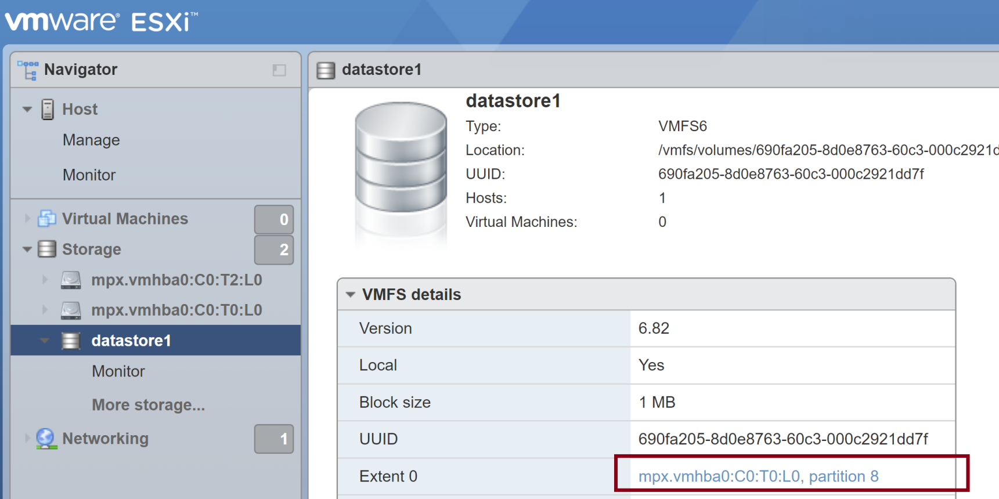 vmware® ESXi™
Navigator
Host
Manage
Monitor
Virtual Machines 0
Storage 2
mpx.vmhba0:C0:T2:L0
mpx.vmhba0:C0:T0:L0
datastore1
Monitor
More storage...
Networking 1
datastore1
datastore1
Type: VMFS6
Location: /vmfs/volumes/690fa205-8d0e8763-60c3-000c2921d
UUID: 690fa205-8d0e8763-60c3-000c2921dd7f
Hosts: 1
Virtual Machines: 0
VMFS details
Version 6.82
Local Yes
Block size 1 MB
UUID 690fa205-8d0e8763-60c3-000c2921dd7f
Extent 0 mpx.vmhba0:C0:T0:L0, partition 8